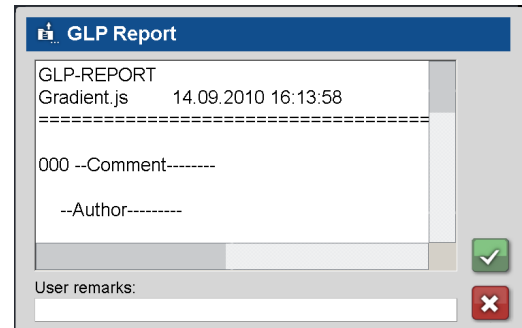 GLP Report
GLP-REPORT
Gradient.js 14.09.2010 16:13:58
====================================
000 --Comment--------
--Author---------
User remarks: